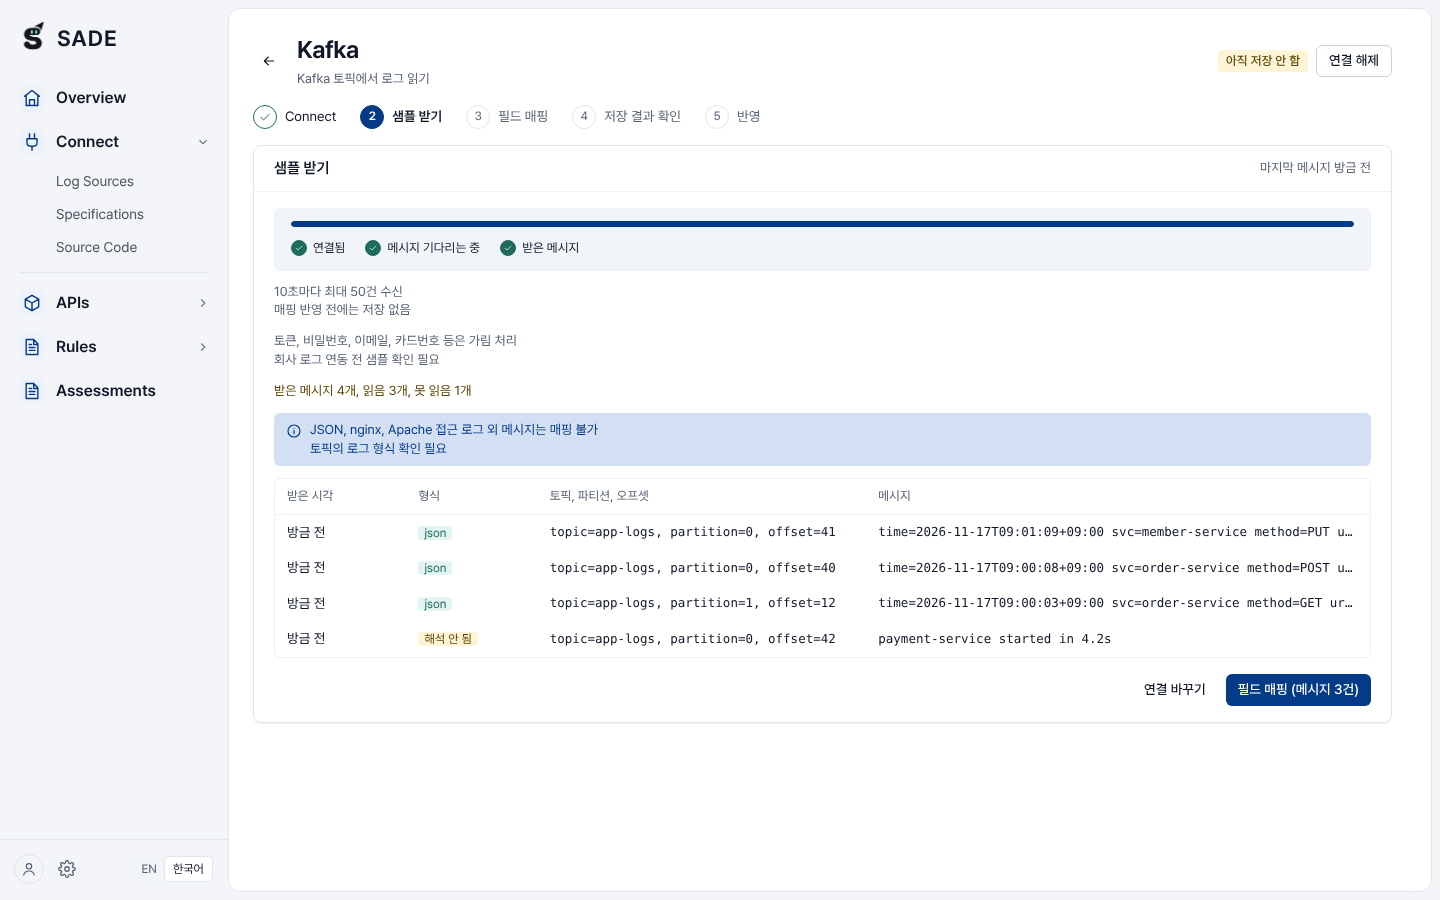 SADE
Overview
Connect
Log Sources
Specifications
Source Code
APIs
Rules
Assessments
EN
한국어
Kafka
Kafka 토픽에서 로그 읽기
아직 저장 안 함
연결 해제
Connect
2 샘플 받기
3 필드 매핑
4 저장 결과 확인
5 반영
샘플 받기
마지막 메시지 방금 전
연결됨
메시지 기다리는 중
받은 메시지
10초마다 최대 50건 수신
매핑 반영 전에는 저장 없음
토큰, 비밀번호, 이메일, 카드번호 등은 가림 처리
회사 로그 연동 전 샘플 확인 필요
받은 메시지 4개, 읽음 3개, 못 읽음 1개
JSON, nginx, Apache 접근 로그 외 메시지는 매핑 불가
토픽의 로그 형식 확인 필요
받은 시각 형식 토픽, 파티션, 오프셋 메시지
방금 전 json topic=app-logs, partition=0, offset=41 time=2026-11-17T09:01:09+09:00 svc=member-service method=PUT u…
방금 전 json topic=app-logs, partition=0, offset=40 time=2026-11-17T09:00:08+09:00 svc=order-service method=POST u…
방금 전 json topic=app-logs, partition=1, offset=12 time=2026-11-17T09:00:03+09:00 svc=order-service method=GET ur…
방금 전 해석 안 됨 topic=app-logs, partition=0, offset=42 payment-service started in 4.2s
연결 바꾸기
필드 매핑 (메시지 3건)